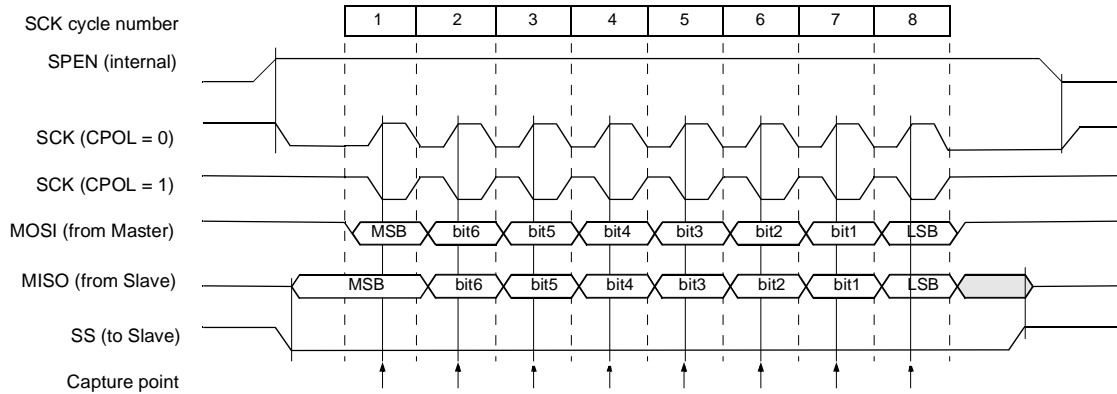 SCK cycle number 1 2 3 4 5 6 7 8
SPEN (internal)
SCK (CPOL = 0)
SCK (CPOL = 1)
MOSI (from Master) MSB bit6 bit5 bit4 bit3 bit2 bit1 LSB
MISO (from Slave) MSB bit6 bit5 bit4 bit3 bit2 bit1 LSB
SS (to Slave)
Capture point